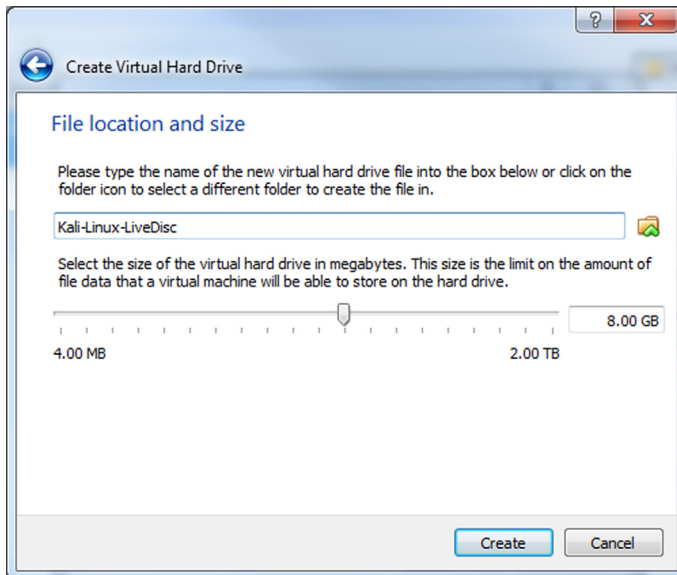 ?
X
Create Virtual Hard Drive
File location and size
Please type the name of the new virtual hard drive file into the box below or click on the
folder icon to select a different folder to create the file in.
Kali-Linux-LiveDisc
Select the size of the virtual hard drive in megabytes. This size is the limit on the amount of
file data that a virtual machine will be able to store on the hard drive.
8.00 GB
4.00 MB 2.00 TB
Create Cancel